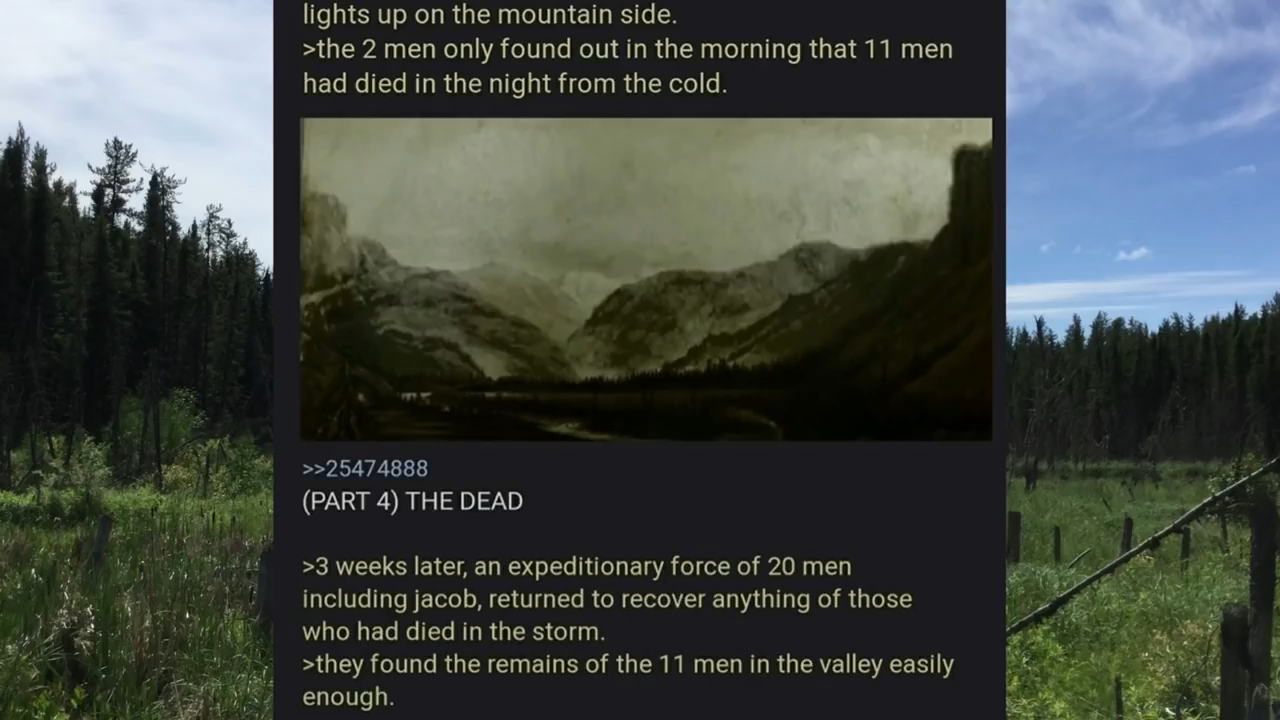 lights up on the mountain side.
>the 2 men only found out in the morning that 11 men
had died in the night from the cold.
>>25474888
(PART 4) THE DEAD
>3 weeks later, an expeditionary force of 20 men
including jacob, returned to recover anything of those
who had died in the storm.
>they found the remains of the 11 men in the valley easily
enough.